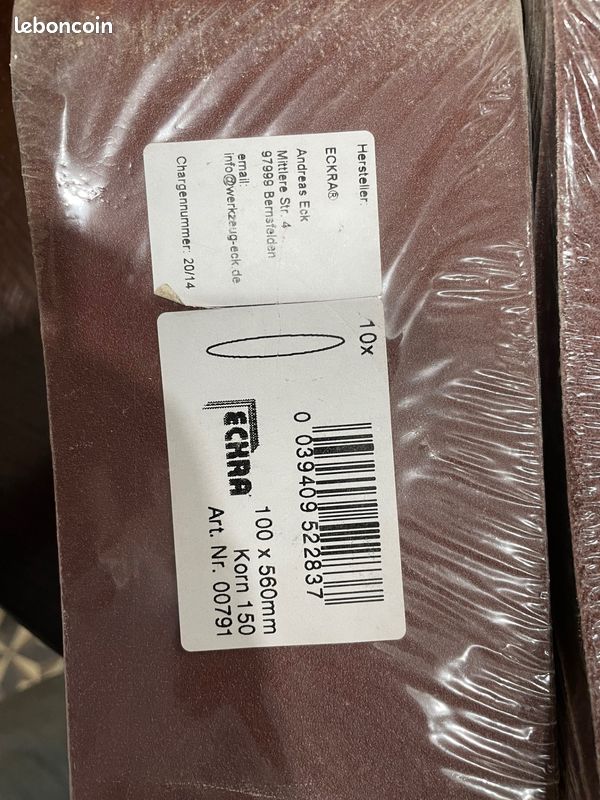 leboncoin
Hersteller:
ECKRA®
Andreas Eck
Mittlere Str. 4
97999 Bernsfelden
email:
info@werkzeug-eck.de
Chargennummer: 20/14
10x
0 039409 522837
ECKRA
100 x 560mm
Korn 150
Art. Nr. 00791